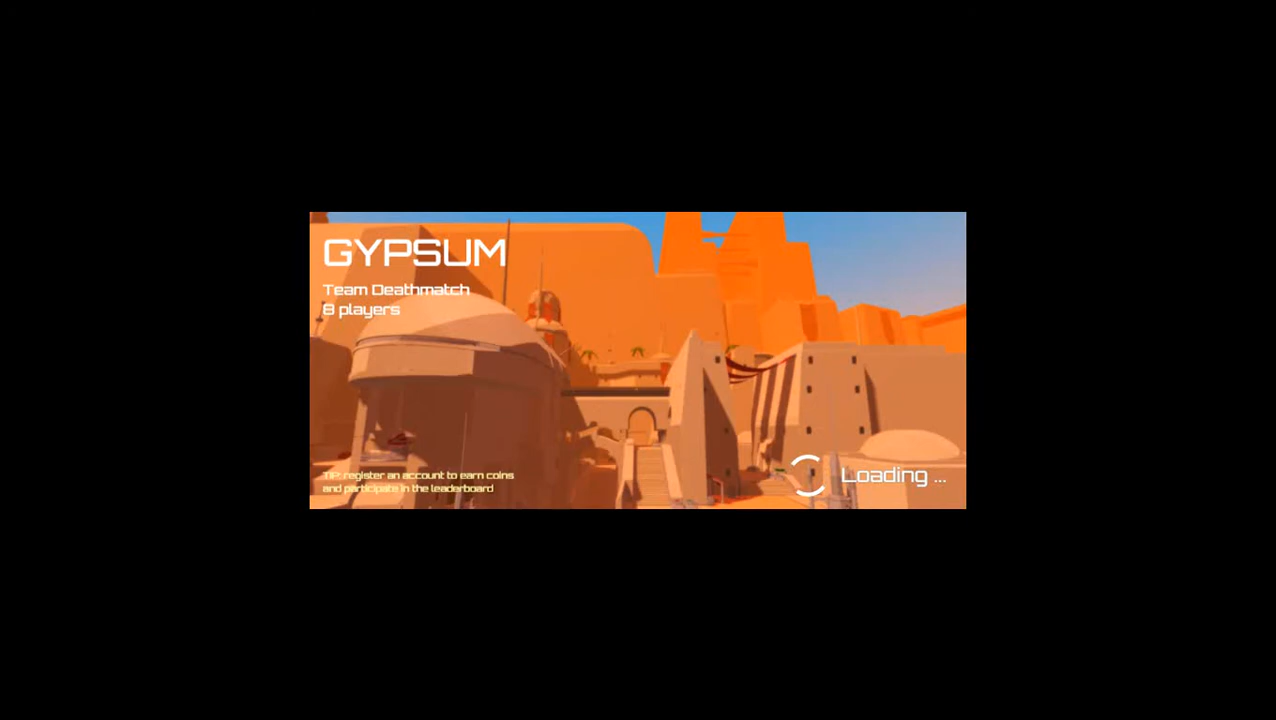 GYPSUM
Team Deathmatch
8 players
TIP: register an account to earn coins
and participate in the leaderboard
Loading ...